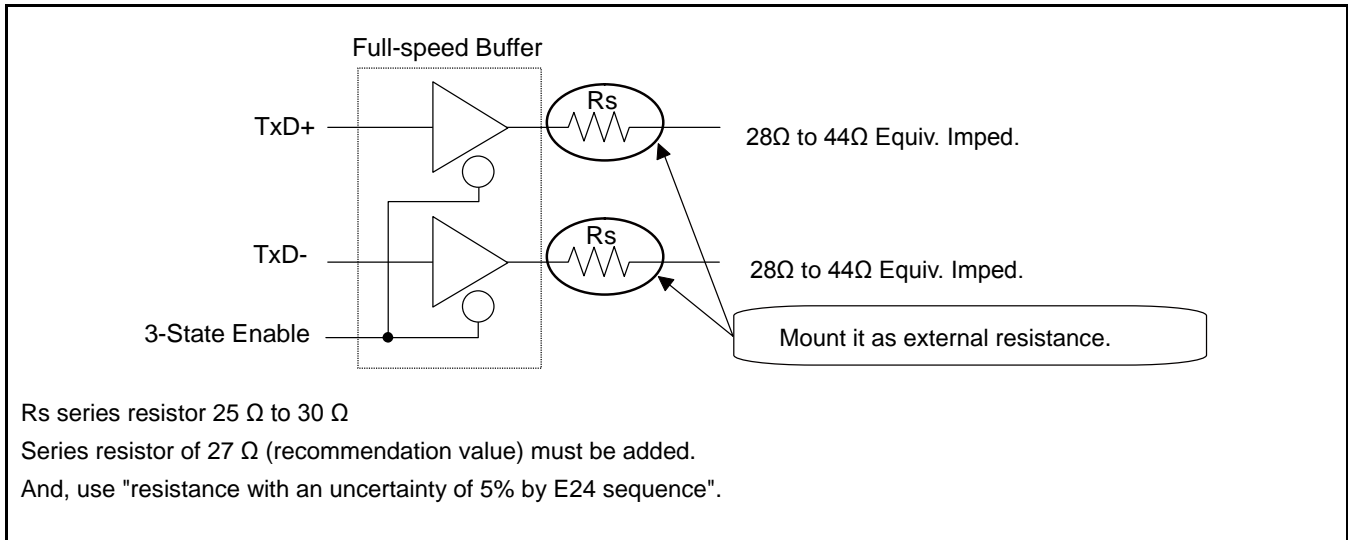 Full-speed Buffer
TxD+
Rs
28Ω to 44Ω Equiv. Imped.
TxD-
Rs
28Ω to 44Ω Equiv. Imped.
3-State Enable
Mount it as external resistance.
Rs series resistor 25 Ω to 30 Ω
Series resistor of 27 Ω (recommendation value) must be added.
And, use "resistance with an uncertainty of 5% by E24 sequence".